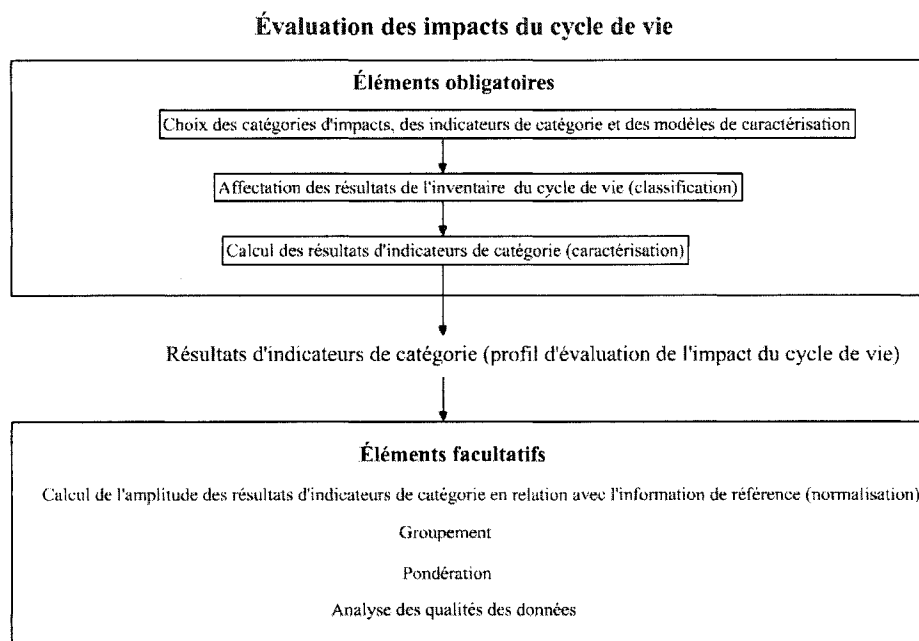 Évaluation des impacts du cycle de vie
Éléments obligatoires
Choix des catégories d'impacts, des indicateurs de catégorie et des modèles de caractérisation
Affectation des résultats de l'inventaire du cycle de vie (classification)
Calcul des résultats d'indicateurs de catégorie (caractérisation)
Résultats d'indicateurs de catégorie (profil d'évaluation de l'impact du cycle de vie)
Éléments facultatifs
Calcul de l'amplitude des résultats d'indicateurs de catégorie en relation avec l'information de référence (normalisation)
Groupement
Pondération
Analyse des qualités des données